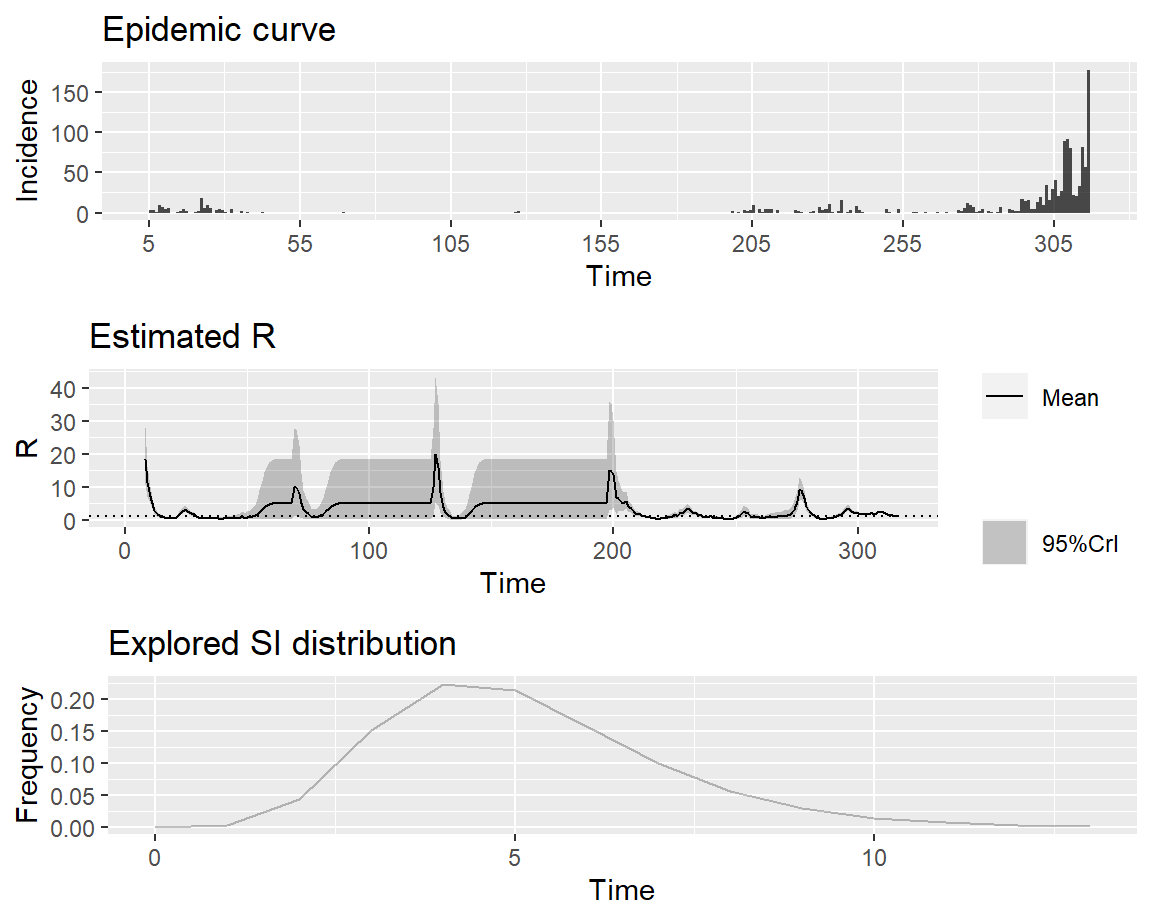 Epidemic curve
150
100
50
0
Incidence
5 55 105 155 205 255 305
Time
Estimated R
40
30
20
10
0
R
0 100 200 300
Time
Mean
95%CrI
Explored SI distribution
0.20
0.15
0.10
0.05
0.00
Frequency
0 5 10
Time